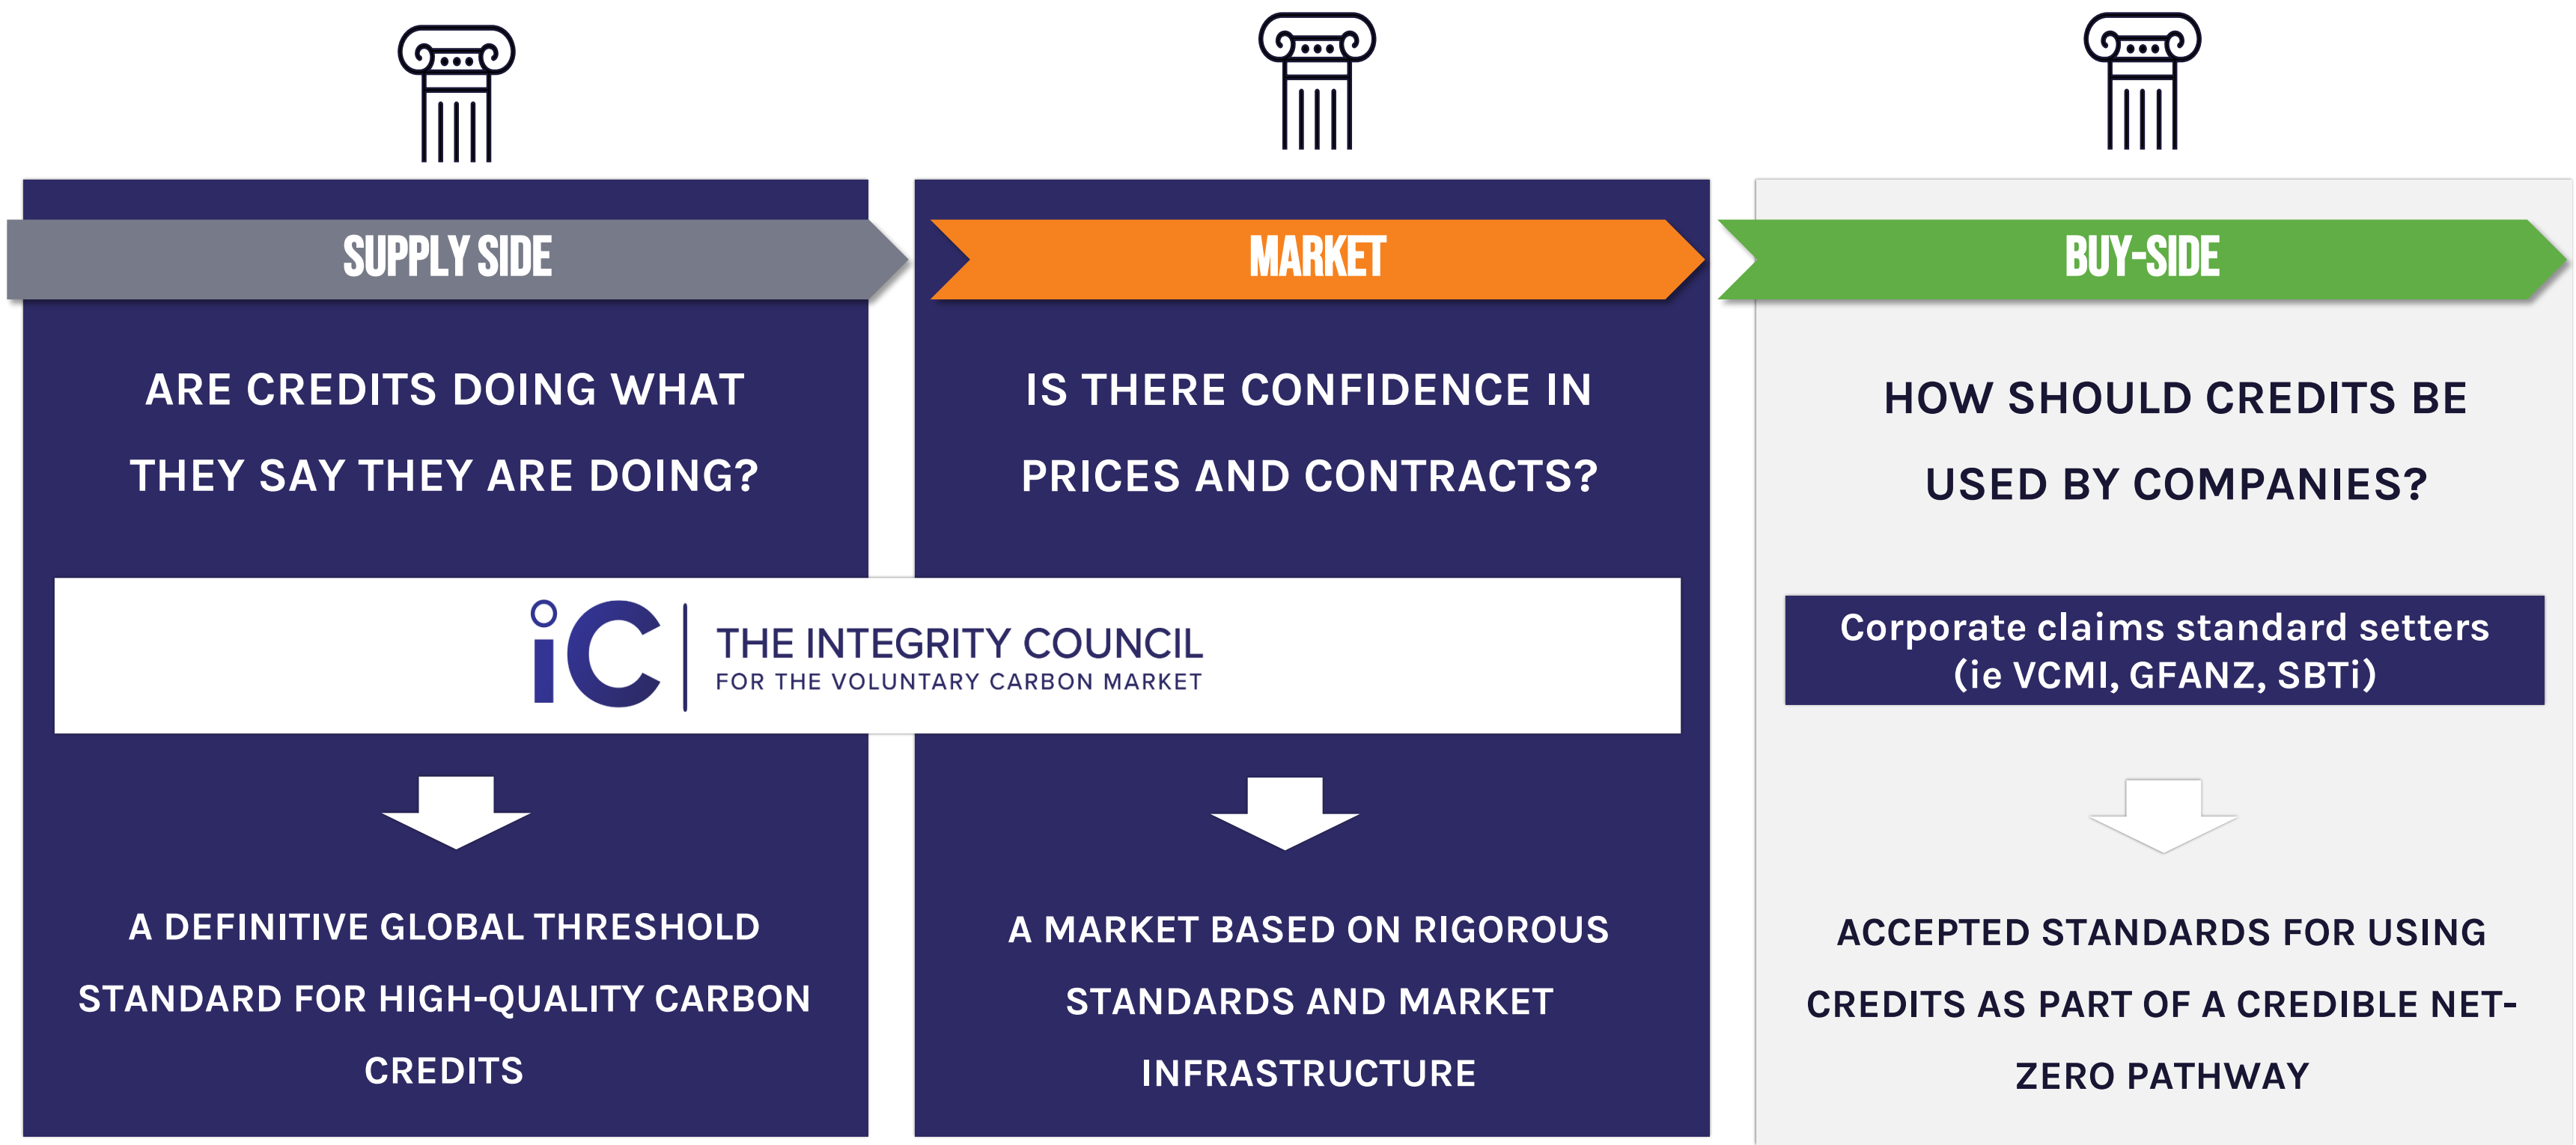 SUPPLY SIDE
ARE CREDITS DOING WHAT
THEY SAY THEY ARE DOING?
MARKET
IS THERE CONFIDENCE IN
PRICES AND CONTRACTS?
BUY-SIDE
HOW SHOULD CREDITS BE
USED BY COMPANIES?
iC
THE INTEGRITY COUNCIL
FOR THE VOLUNTARY CARBON MARKET
Corporate claims standard setters
(ie VCMI, GFANZ, SBTi)
A DEFINITIVE GLOBAL THRESHOLD
STANDARD FOR HIGH-QUALITY CARBON
CREDITS
A MARKET BASED ON RIGOROUS
STANDARDS AND MARKET
INFRASTRUCTURE
ACCEPTED STANDARDS FOR USING
CREDITS AS PART OF A CREDIBLE NET-
ZERO PATHWAY